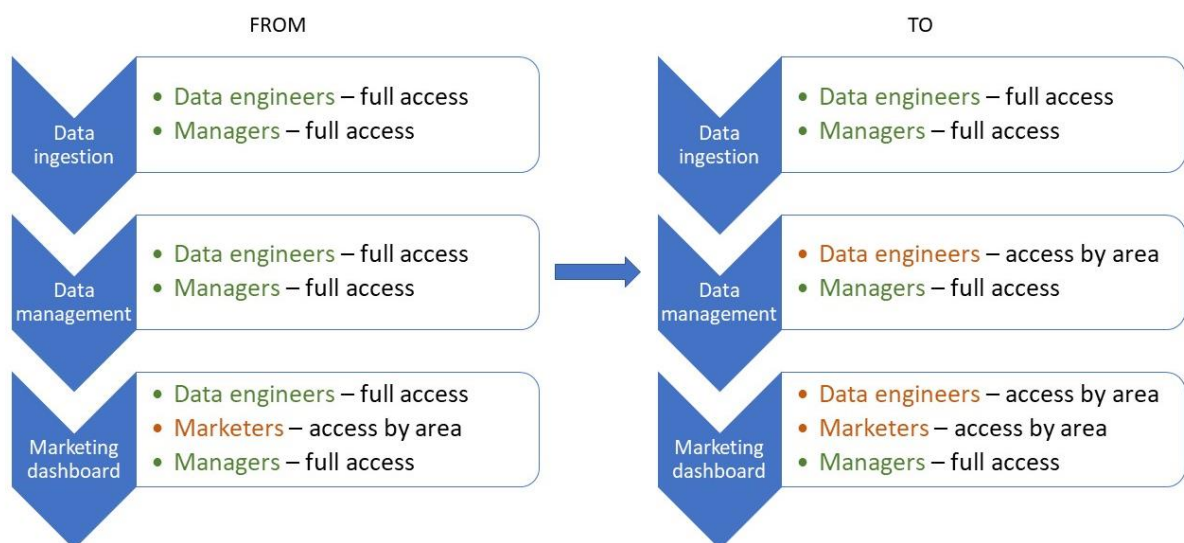 FROM
Data
ingestion
• Data engineers – full access
• Managers – full access
Data
management
• Data engineers – full access
• Managers – full access
Marketing
dashboard
• Data engineers – full access
• Marketers – access by area
• Managers – full access
TO
Data
ingestion
• Data engineers – full access
• Managers – full access
Data
management
• Data engineers – access by area
• Managers – full access
Marketing
dashboard
• Data engineers – access by area
• Marketers – access by area
• Managers – full access